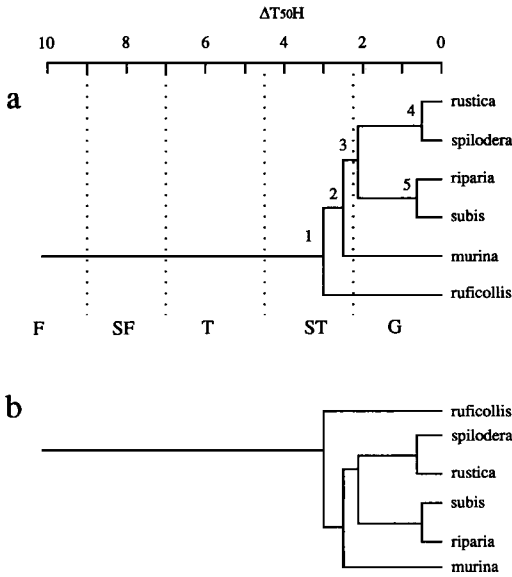 ΔT50H
10 8 6 4 2 0
a
4 rustica
3 spilodera
5 riparia
2 subis
1 murina
ruficollis
F SF T ST G
b
ruficollis
spilodera
rustica
subis
riparia
murina